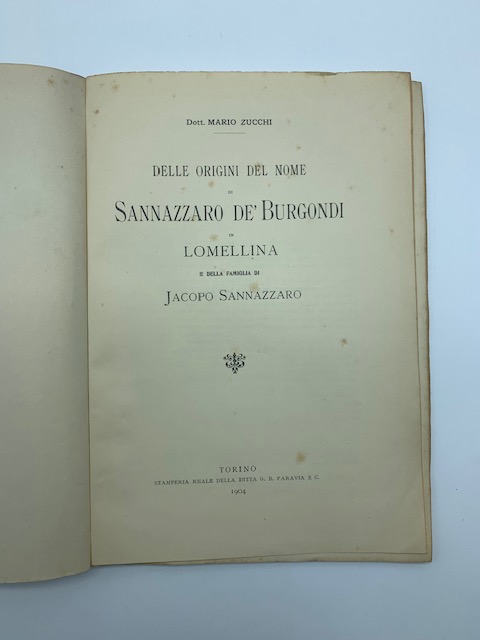 Dott. MARIO ZUCCHI
DELLE ORIGINI DEL NOME
DI
SANNAZZARO DE' BURGONDI
IN
LOMELLINA
E DELLA FAMIGLIA DI
JACOPO SANNAZZARO
TORINO
STAMPERIA REALE DELLA DITTA G. B. PARAVIA E C.
1904